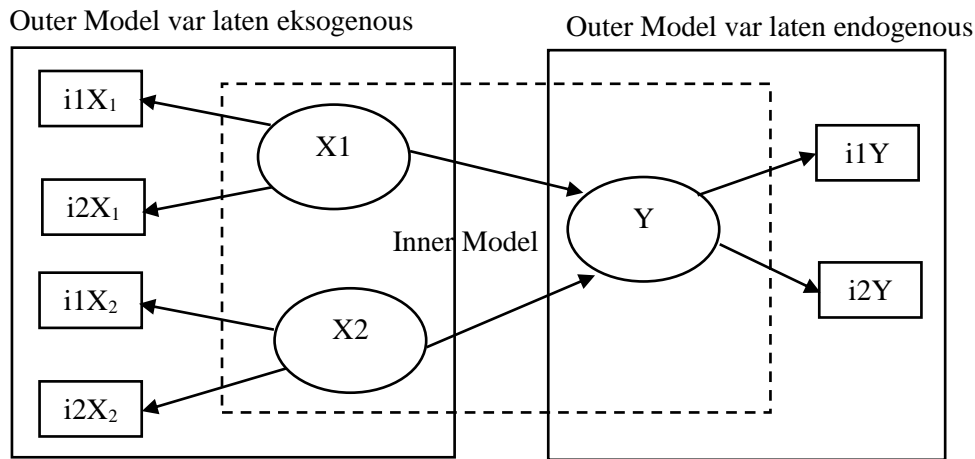 Outer Model var laten eksogenous
Outer Model var laten endogenous
i1X₁
X1
i1Y
i2X₁
Y
Inner Model
i1X₂
i2Y
X2
i2X₂